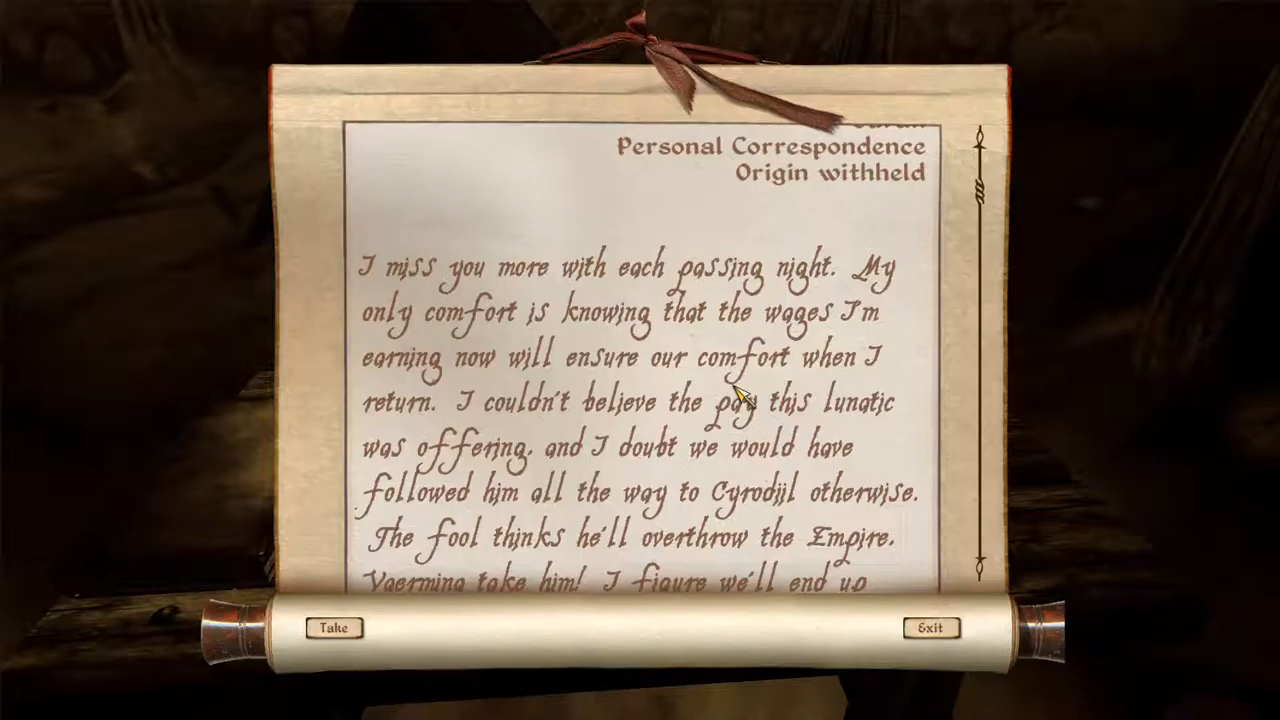 Personal Correspondence
Origin withheld
I miss you more with each passing night. My
only comfort is knowing that the wages I'm
earning now will ensure our comfort when I
return. I couldn't believe the pay this lunatic
was offering, and I doubt we would have
followed him all the way to Cyrodiil otherwise.
The fool thinks he'll overthrow the Empire.
Vaermina take him! I figure we'll end up
Take
Exit